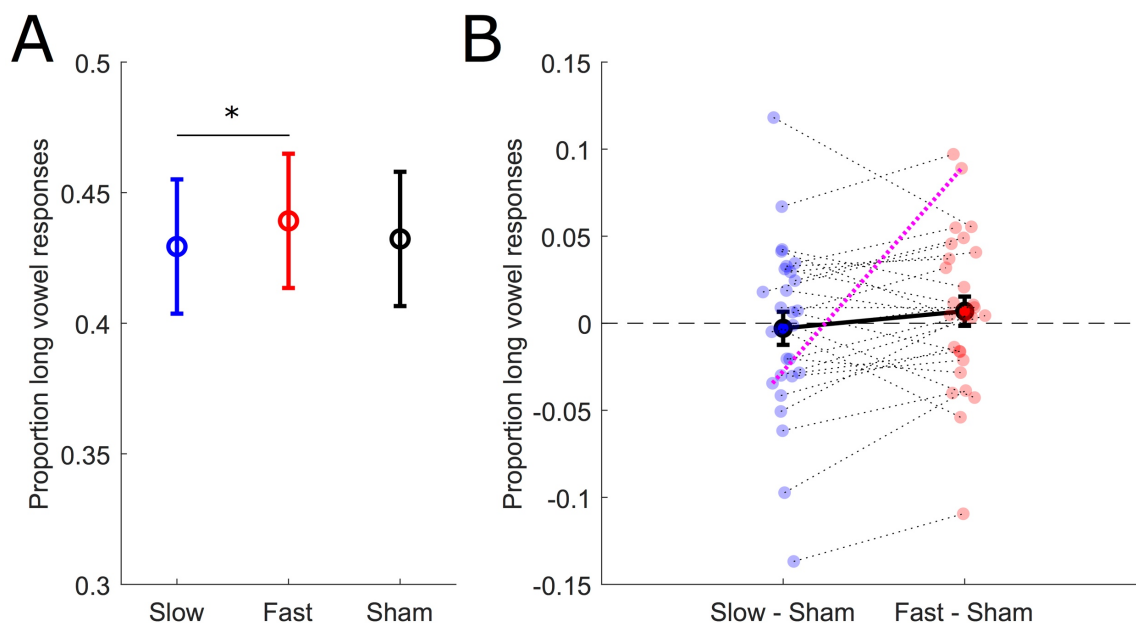 A
Proportion long vowel responses
0.5
0.45
0.4
0.35
0.3
*
Slow Fast Sham
B
Proportion long vowel responses
0.15
0.1
0.05
0
-0.05
-0.1
-0.15
Slow - Sham Fast - Sham